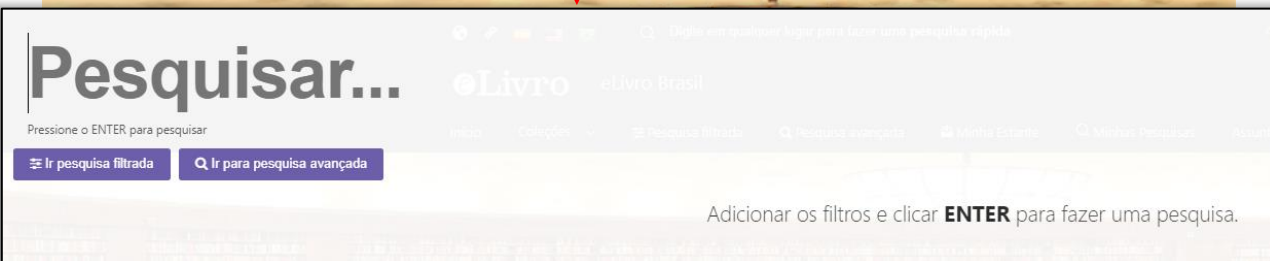 Digite em qualquer lugar para fazer uma pesquisa rápida
Pesquisar...
eLivro eLivro Brasil
Pressione o ENTER para pesquisar
Início Coleções Pesquisa filtrada Pesquisa avançada Minha Estante Minhas Pesquisas
Ir pesquisa filtrada Ir para pesquisa avançada
Adicionar os filtros e clicar ENTER para fazer uma pesquisa.